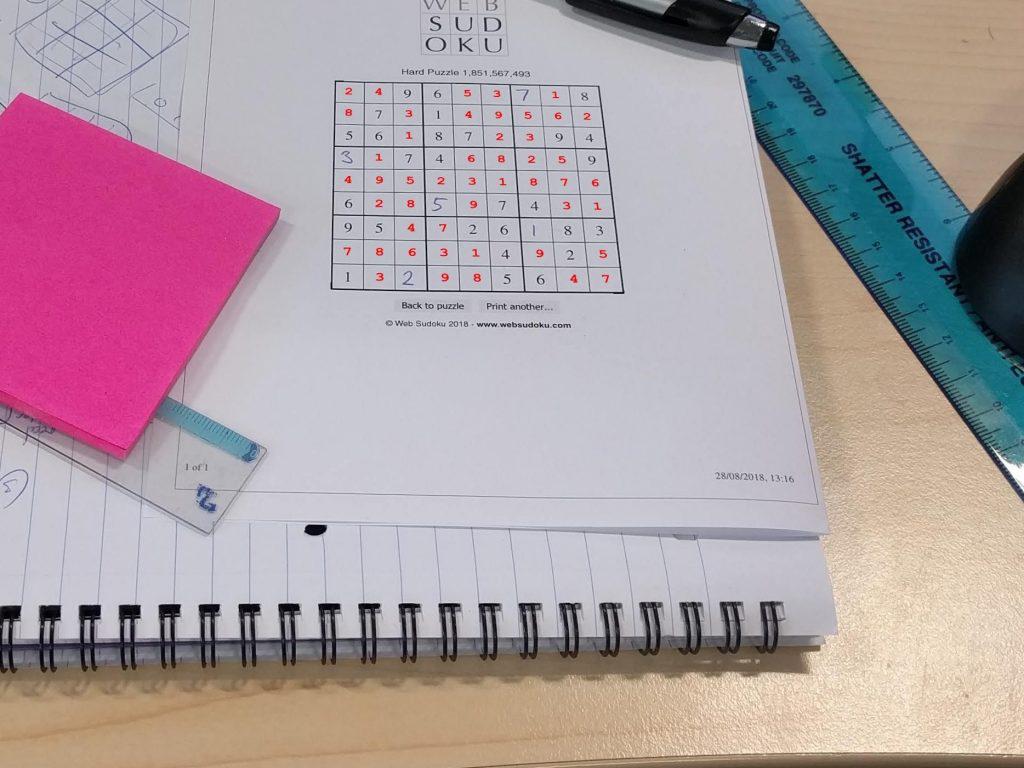 WEB
SUD
OKU
Hard Puzzle 1,851,567,493
2 4 9 6 5 3 7 1 8
8 7 3 1 4 9 5 6 2
5 6 1 8 7 2 3 9 4
3 1 7 4 6 8 2 5 9
4 9 5 2 3 1 8 7 6
6 2 8 5 9 7 4 3 1
9 5 4 7 2 6 1 8 3
7 8 6 3 1 4 9 2 5
1 3 2 9 8 5 6 4 7
Back to puzzle Print another...
© Web Sudoku 2018 - www.websudoku.com
1 of 1
28/08/2018, 13:16
CODE 297870
SHATTER RESISTANT